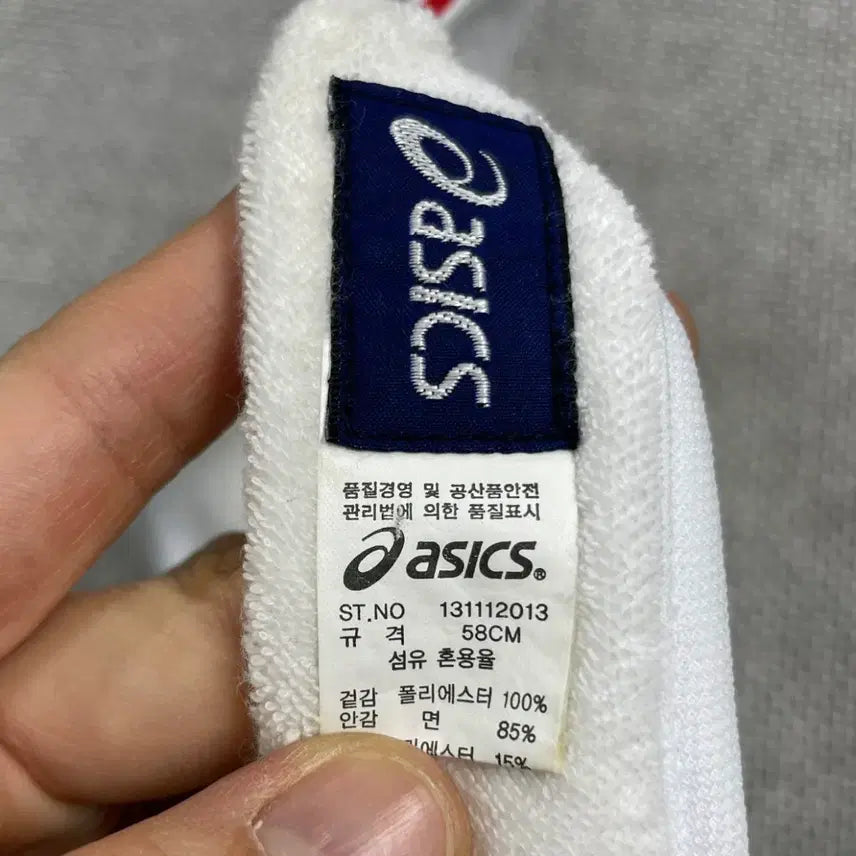 asics
품질경영 및 공산품안전
관리법에 의한 품질표시
asics®
ST.NO 131112013
규 격 58CM
섬유 혼용율
겉감 폴리에스터 100%
안감 면 85%
15%